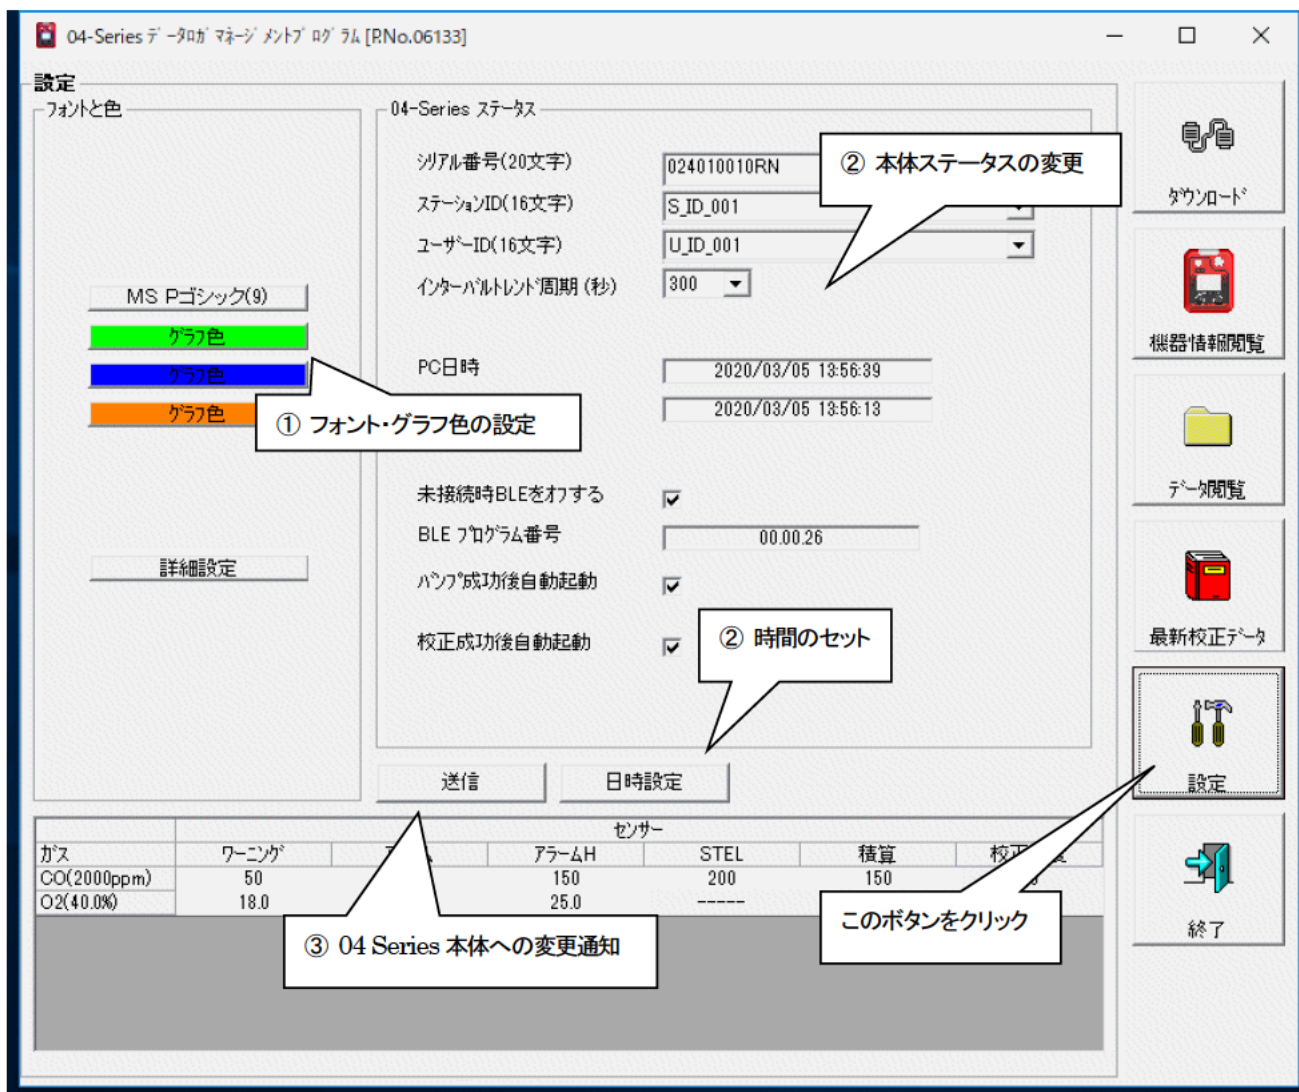 04-Series ﾃﾞｰﾀﾛｶﾞﾏﾈｰｼﾞﾒﾝﾄﾌﾟﾛｸﾞﾗﾑ [P.No.06133]
設定
ﾌｫﾝﾄと色
04-Series ｽﾃｰﾀｽ
ｼﾘｱﾙ番号(20文字)
024010010RN
② 本体ステータスの変更
ｽﾃｰｼｮﾝID(16文字)
S_ID_001
ﾕｰｻﾞｰID(16文字)
U_ID_001
ｲﾝﾀｰﾊﾞﾙﾄﾚﾝﾄﾞ周期 (秒)
300
MS Pゴシック(9)
ｸﾞﾗﾌ色
ｸﾞﾗﾌ色
ｸﾞﾗﾌ色
① フォント・グラフ色の設定
PC日時
2020/03/05 13:56:39
2020/03/05 13:56:13
未接続時BLEをｵﾌする
BLE ﾌﾟﾛｸﾞﾗﾑ番号
00.00.26
ﾊﾞﾝﾌﾟ成功後自動起動
校正成功後自動起動
② 時間のセット
詳細設定
送信
日時設定
ﾀﾞｳﾝﾛｰﾄﾞ
機器情報閲覧
ﾃﾞｰﾀ閲覧
最新校正ﾃﾞｰﾀ
設定
終了
ｾﾝｻｰ
ｶﾞｽ ﾜｰﾆﾝｸﾞ ｱﾗｰﾑH STEL 積算
CO(2000ppm) 50 150 200 150
O2(40.0%) 18.0 25.0 -----
③ 04 Series 本体への変更通知
このボタンをクリック